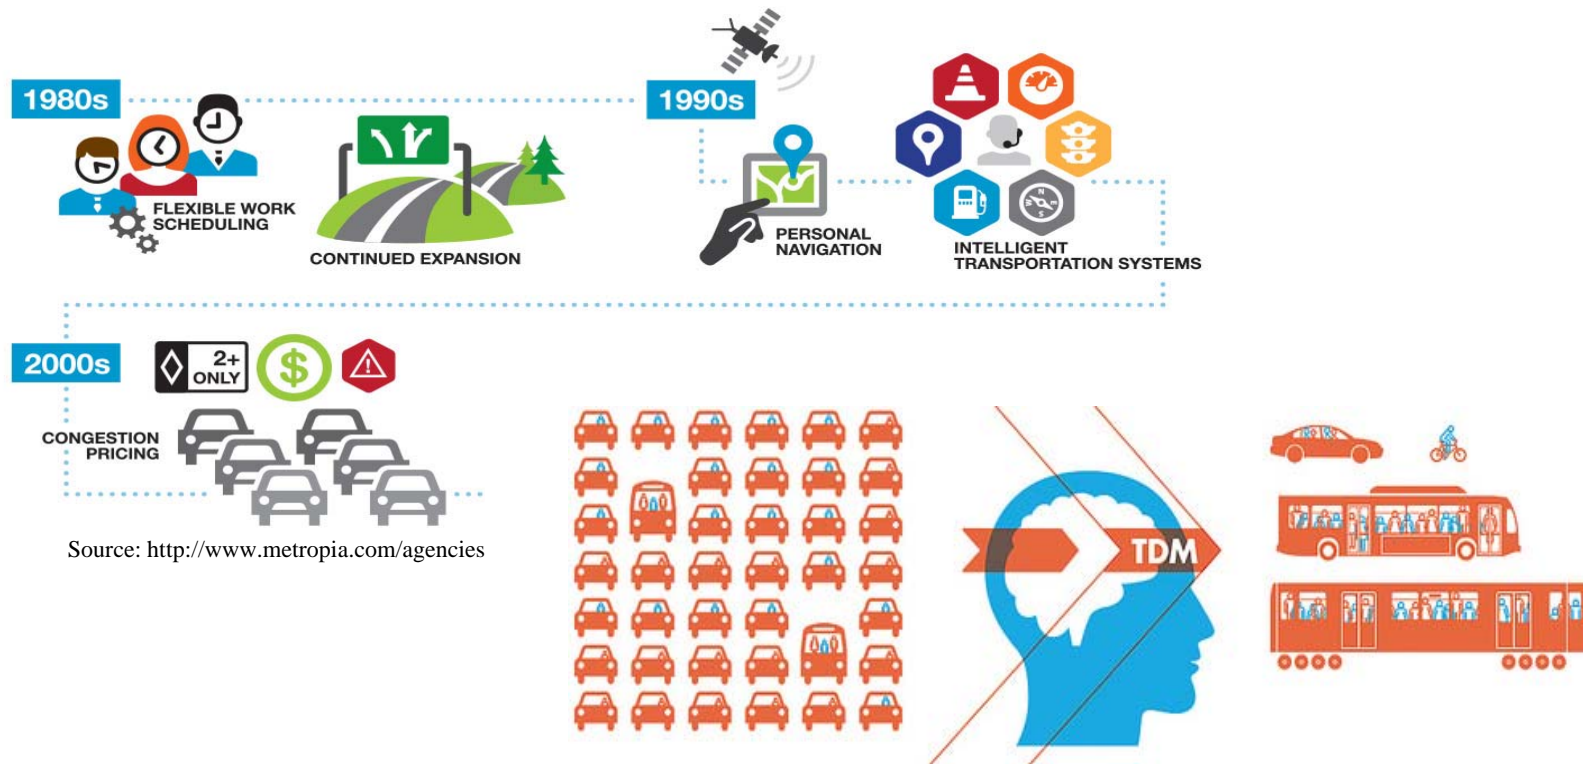 1980s
FLEXIBLE WORK
SCHEDULING
CONTINUED EXPANSION
1990s
PERSONAL
NAVIGATION
N
W E
S
INTELLIGENT
TRANSPORTATION SYSTEMS
2000s
2+
ONLY
$
!
CONGESTION
PRICING
Source: http://www.metropia.com/agencies
TDM